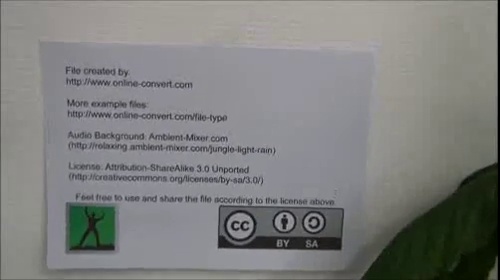 File created by:
http://www.online-convert.com
More example files:
http://www.online-convert.com/file-type
Audio Background: Ambient-Mixer.com
(http://relaxing.ambient-mixer.com/jungle-light-rain)
License: Attribution-ShareAlike 3.0 Unported
(http://creativecommons.org/licenses/by-sa/3.0/)
Feel free to use and share the file according to the license above.
cc
BY SA